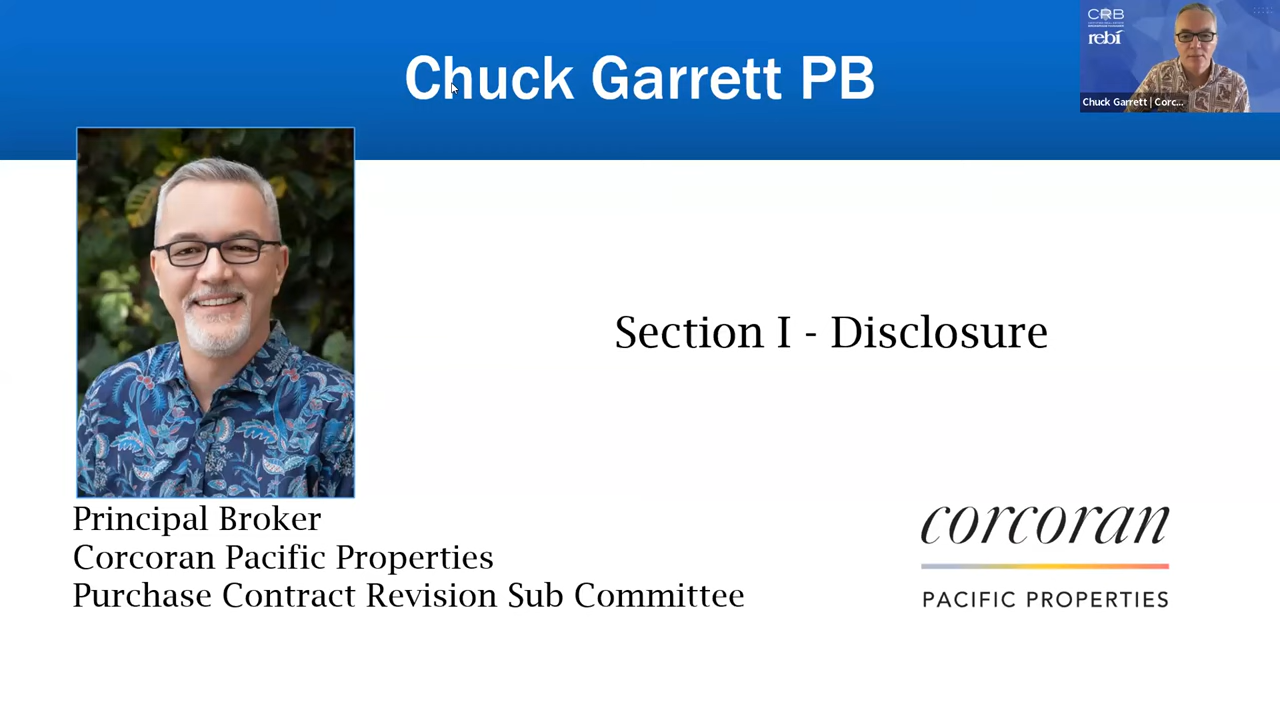 Chuck Garrett PB
CRB
rebi
Chuck Garrett | Corc...
Section I - Disclosure
Principal Broker
Corcoran Pacific Properties
Purchase Contract Revision Sub Committee
corcoran
PACIFIC PROPERTIES